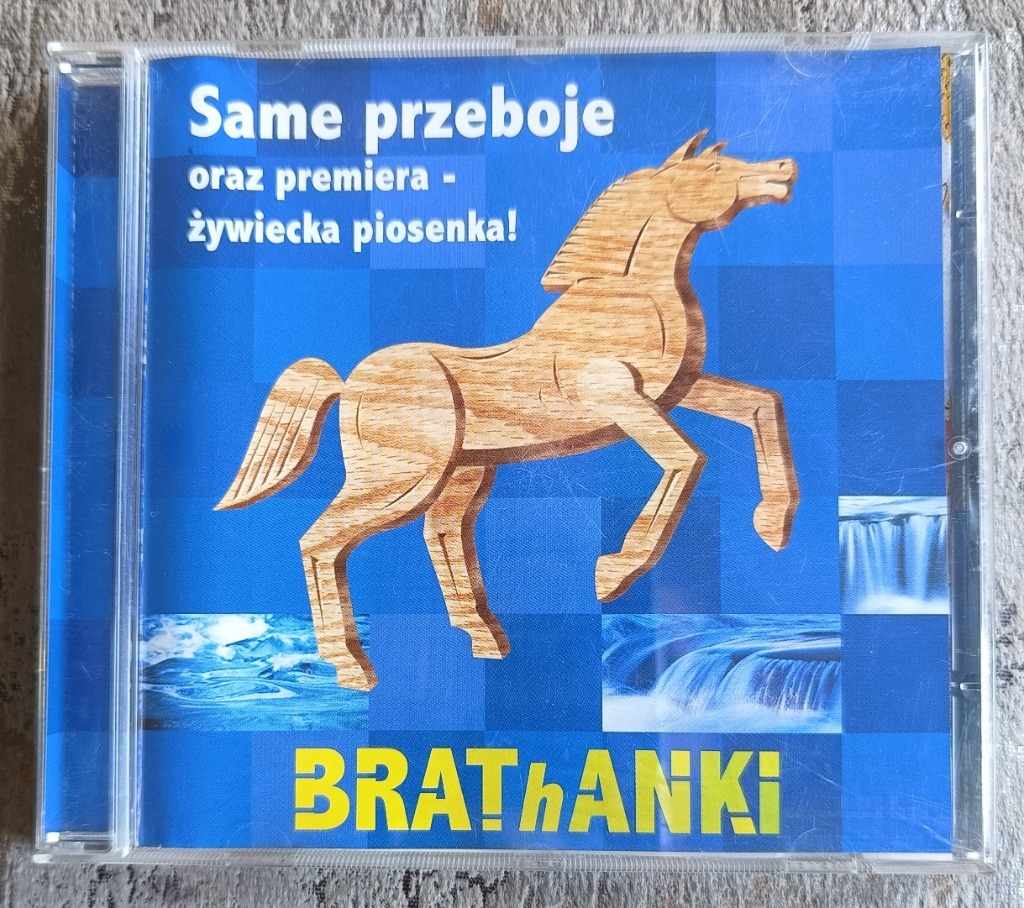 Same przeboje
oraz premiera -
żywiecka piosenka!
BRAThANKi